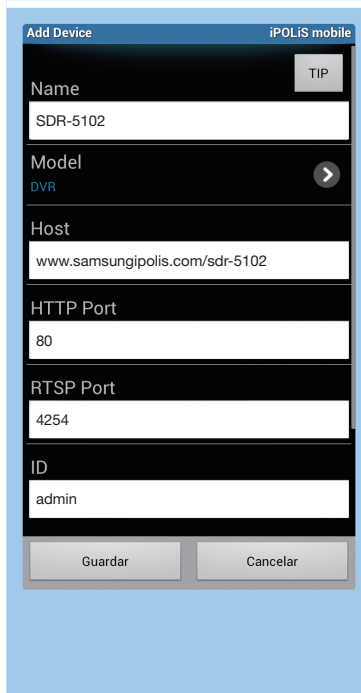 Add Device iPOLiS mobile
TIP
Name
SDR-5102
Model
DVR
Host
www.samsungipolis.com/sdr-5102
HTTP Port
80
RTSP Port
4254
ID
admin
Guardar Cancelar